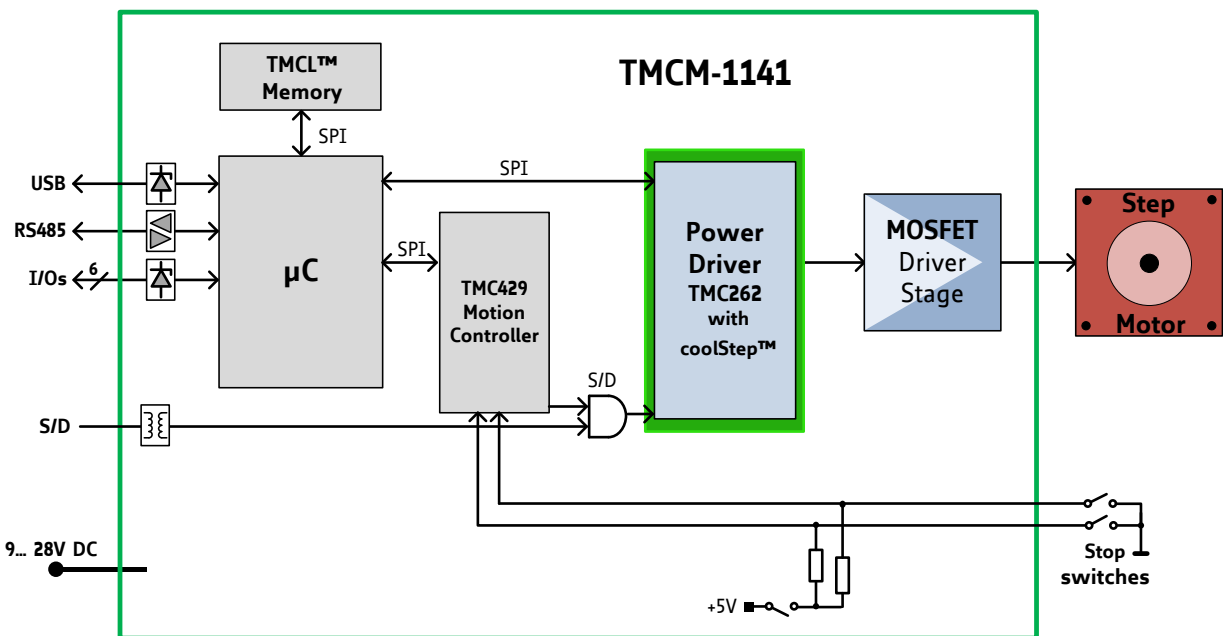 TMCM-1141
TMCL™
Memory
SPI
USB
RS485
I/Os
6
µC
SPI
SPI
TMC429
Motion
Controller
Power
Driver
TMC262
with
coolStep™
MOSFET
Driver
Stage
Step
Motor
S/D
S/D
9... 28V DC
+5V
Stop
switches